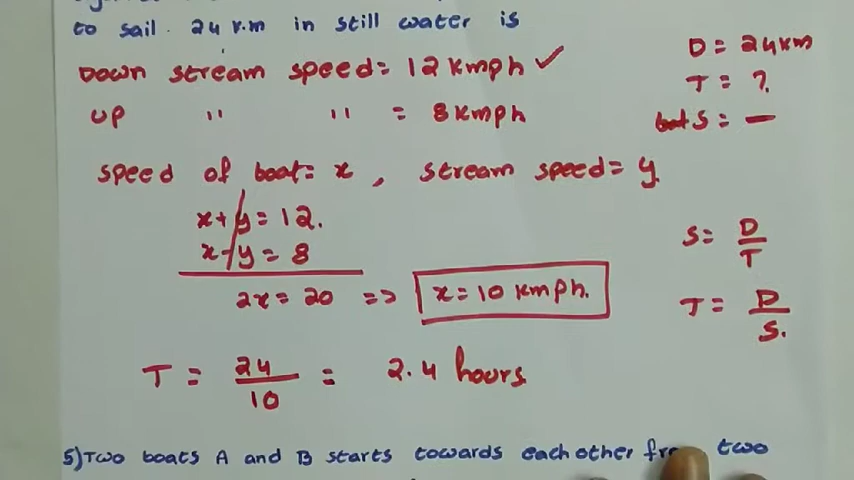 to sail. 24 k.m in still water is
Down stream speed = 12 kmph ✓
up " " = 8 kmph
D = 24 km
T = ?
boat S = —
speed of boat = x , stream speed = y.
x + y = 12.
x - y = 8
2x = 20 => x = 10 kmph.
S = D/T
T = D/S.
T = 24/10 = 2.4 hours
5) Two boats A and B starts towards each other two